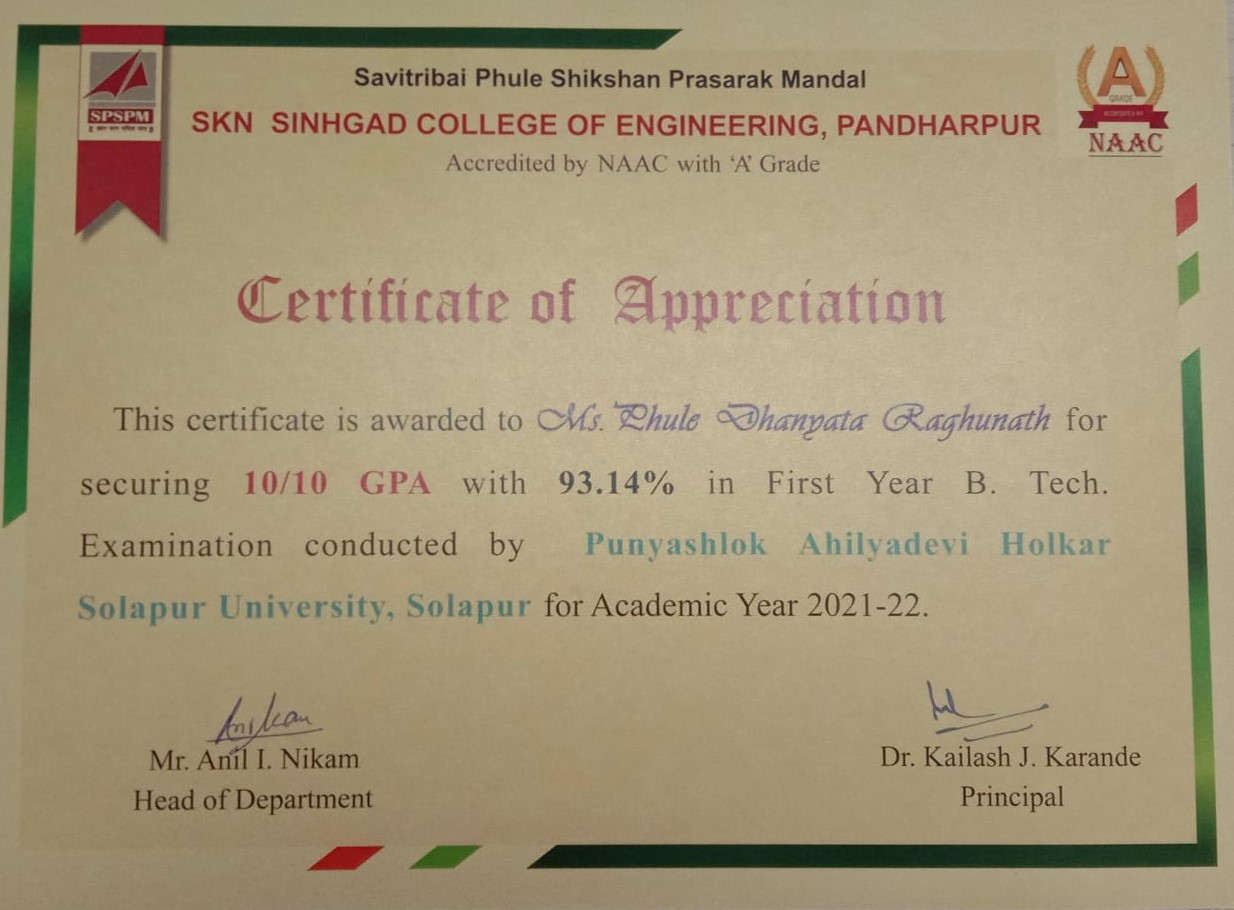 Savitribai Phule Shikshan Prasarak Mandal
SKN SINHGAD COLLEGE OF ENGINEERING, PANDHARPUR
Accredited by NAAC with ‘A’ Grade
SPSPM
A
GRADE
NAAC
Certificate of Appreciation
This certificate is awarded to Ms. Phule Dhanyata Raghunath for
securing 10/10 GPA with 93.14% in First Year B. Tech.
Examination conducted by Punyashlok Ahilyadevi Holkar
Solapur University, Solapur for Academic Year 2021-22.
Mr. Anil I. Nikam
Head of Department
Dr. Kailash J. Karande
Principal